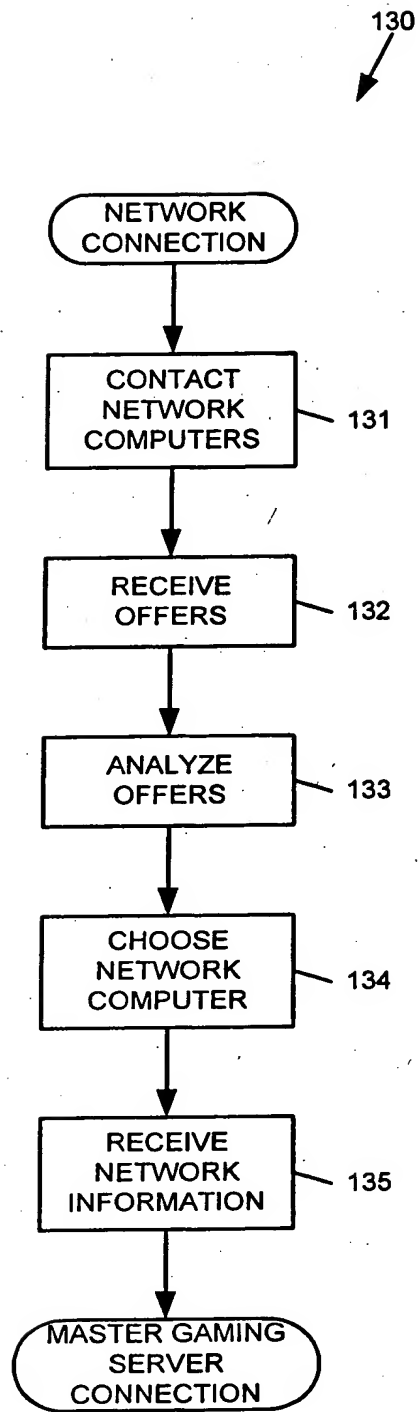 130
NETWORK
CONNECTION
CONTACT
NETWORK
COMPUTERS
131
RECEIVE
OFFERS
132
ANALYZE
OFFERS
133
CHOOSE
NETWORK
COMPUTER
134
RECEIVE
NETWORK
INFORMATION
135
MASTER GAMING
SERVER
CONNECTION